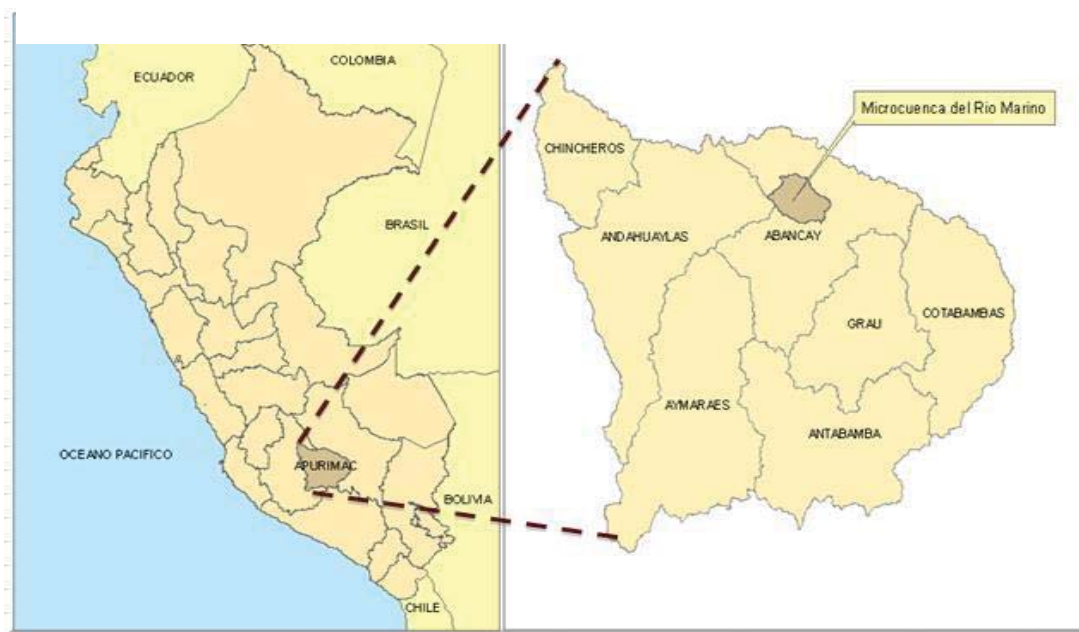 COLOMBIA
ECUADOR
BRASIL
OCEANO PACIFICO
APURIMAC
BOLIVIA
CHILE
Microcuenca del Rio Marino
CHINCHEROS
ANDAHUAYLAS
ABANCAY
COTABAMBAS
GRAU
AYMARAES
ANTABAMBA